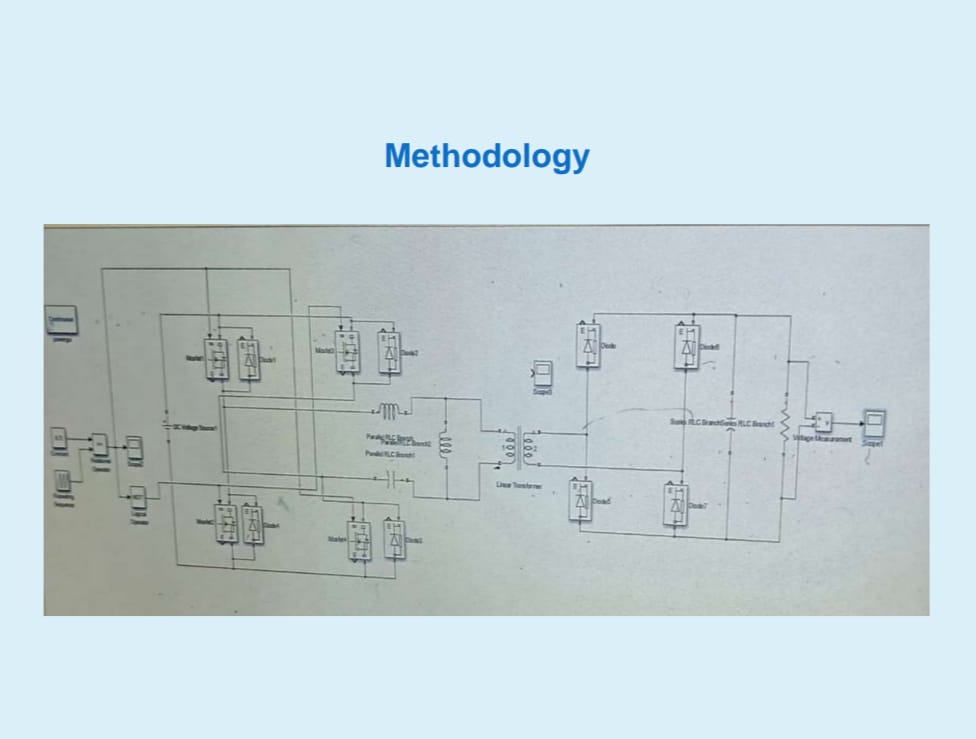 Methodology
Continuous
powergui
Mosfet1
Diode1
Mosfet3
Diode2
Diode
Diode8
Scope3
DC Voltage Source1
Parallel RLC Branch
Parallel RLC Branch2
Parallel RLC Branch1
Series RLC Branch
Series RLC Branch1
Voltage Measurement
Scope1
Constant
Relational
Operator
Scope2
Repeating
Sequence
NOT
Logical
Operator
Linear Transformer
Mosfet2
Diode4
Mosfet4
Diode3
Diode5
Diode7